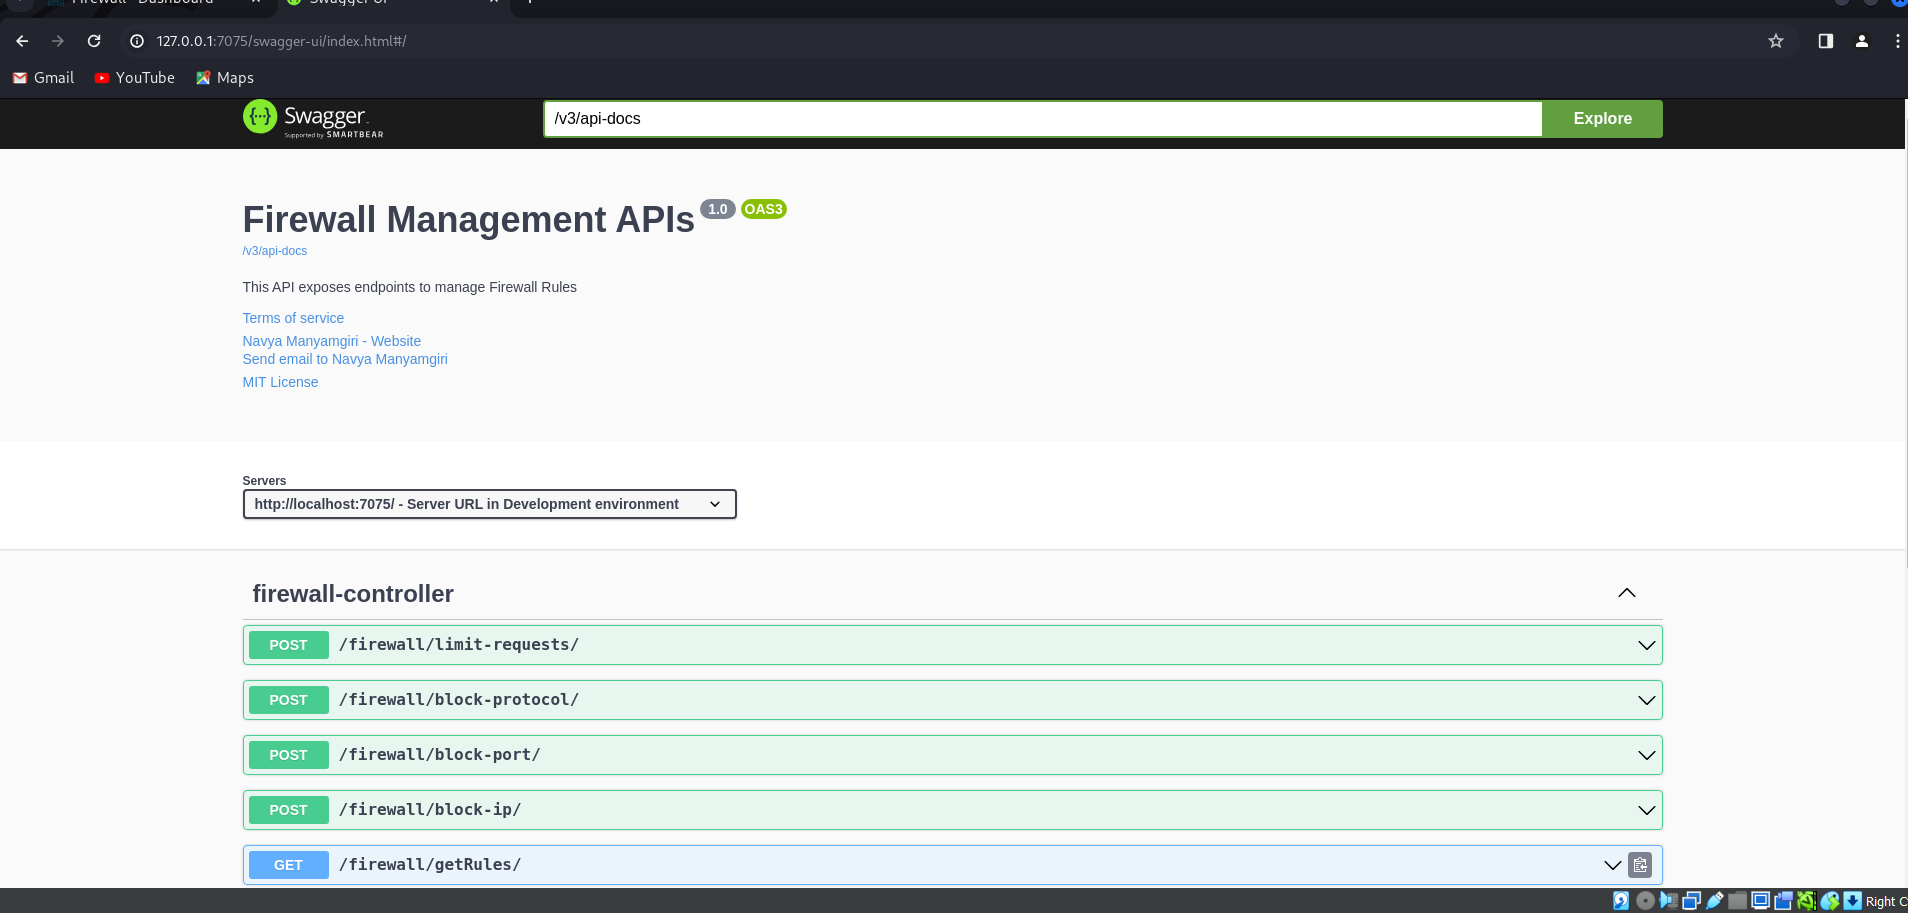 Firewall - Dashboard
Swagger UI
127.0.0.1:7075/swagger-ui/index.html#/
Gmail
YouTube
Maps
{···}
Swagger
Supported by SMARTBEAR
/v3/api-docs
Explore
Firewall Management APIs 1.0 OAS3
/v3/api-docs
This API exposes endpoints to manage Firewall Rules
Terms of service
Navya Manyamgiri - Website
Send email to Navya Manyamgiri
MIT License
Servers
http://localhost:7075/ - Server URL in Development environment
firewall-controller
POST /firewall/limit-requests/
POST /firewall/block-protocol/
POST /firewall/block-port/
POST /firewall/block-ip/
GET /firewall/getRules/
Right C